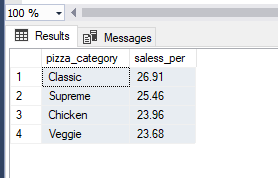 100 %
Results Messages
pizza_category saless_per
1 Classic 26.91
2 Supreme 25.46
3 Chicken 23.96
4 Veggie 23.68